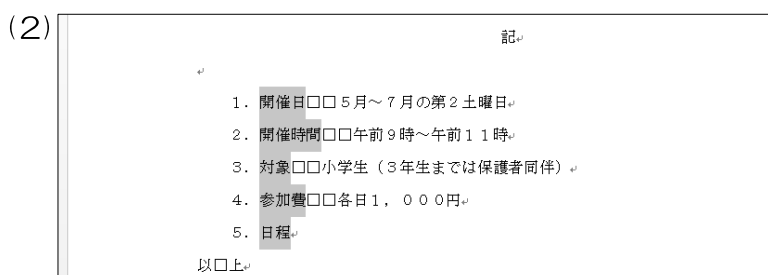 (2)
記↵
↵
1. 開催日□□5月～7月の第2土曜日↵
2. 開催時間□□午前9時～午前11時↵
3. 対象□□小学生（3年生までは保護者同伴）↵
4. 参加費□□各日1，000円↵
5. 日程↵
以□上↵